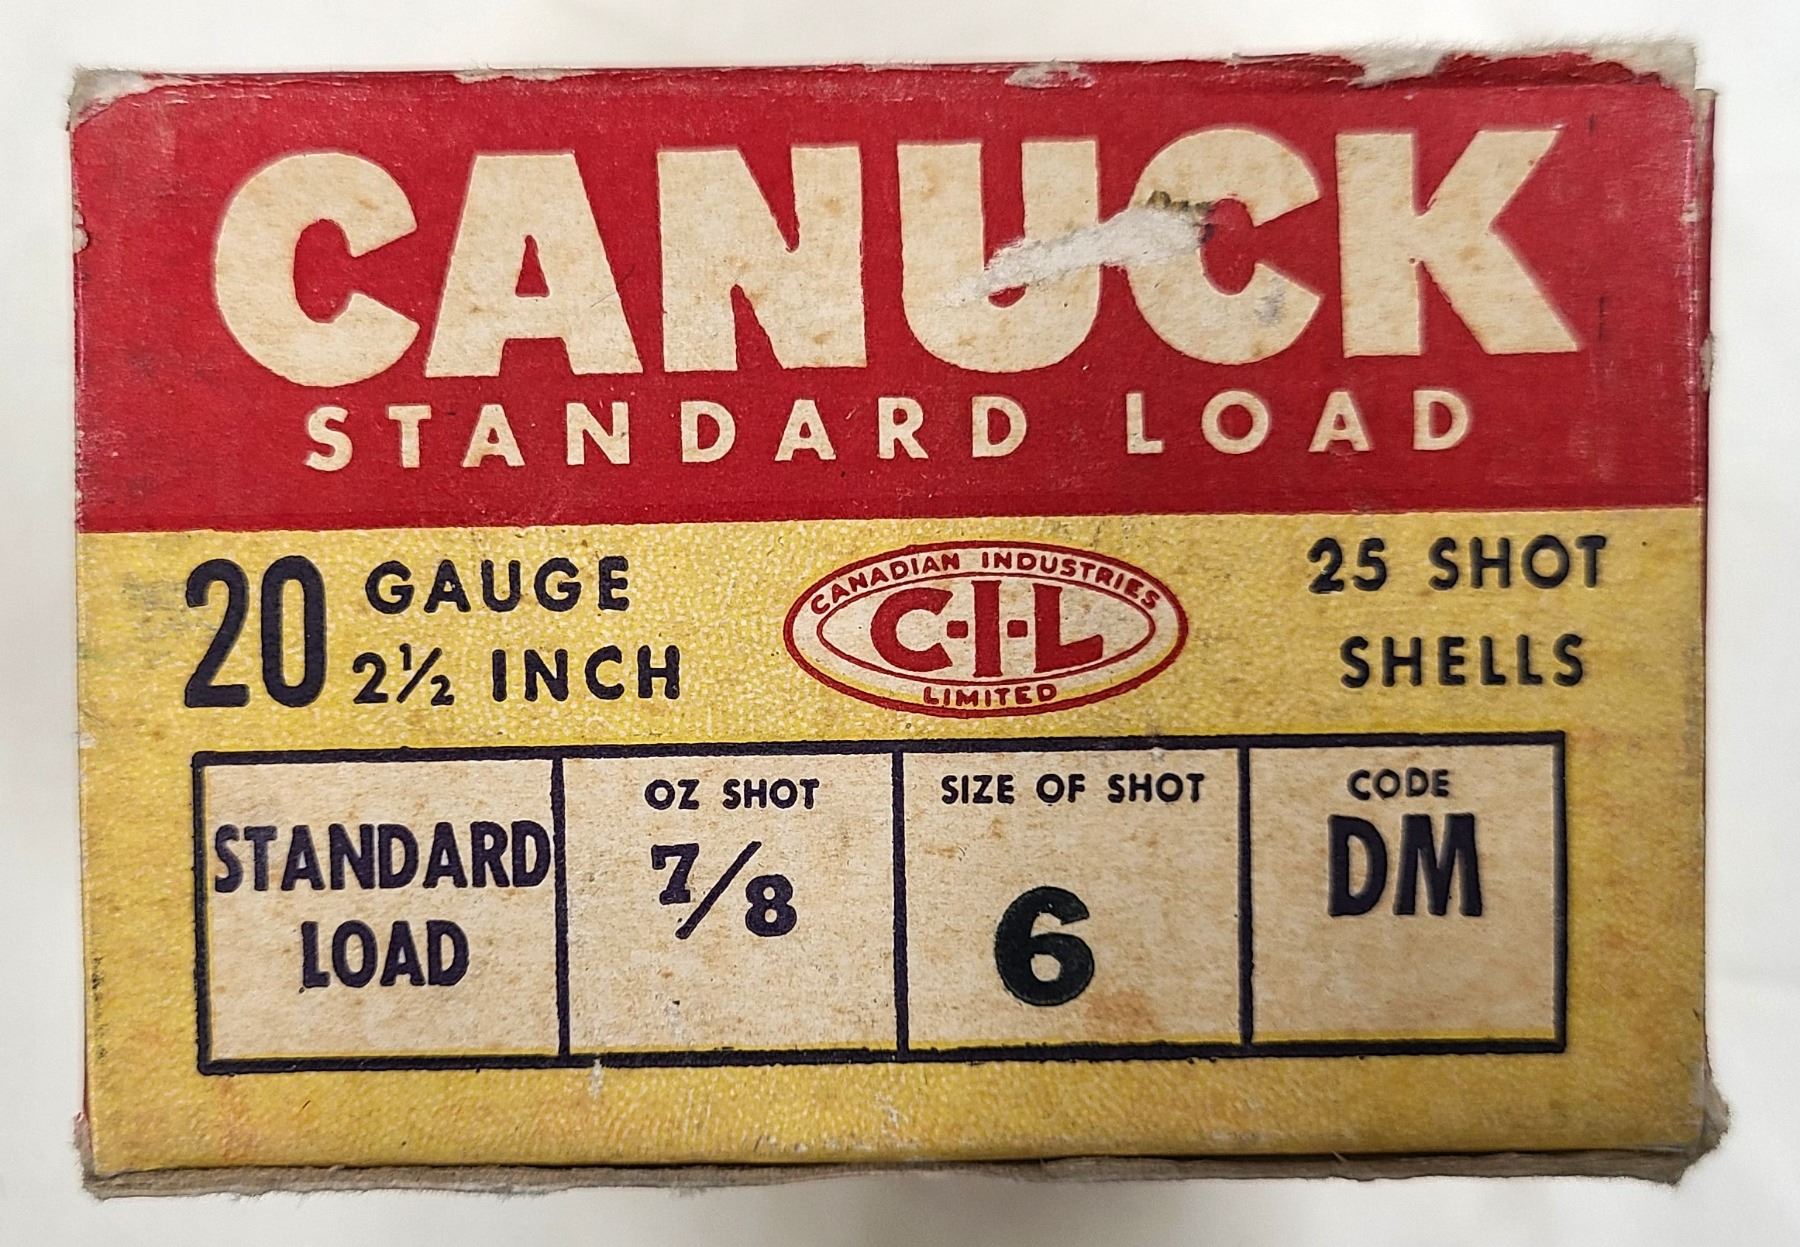 CANUCK
STANDARD LOAD
20 GAUGE
2½ INCH
CANADIAN INDUSTRIES
C·I·L
LIMITED
25 SHOT
SHELLS
STANDARD
LOAD
OZ SHOT
7/8
SIZE OF SHOT
6
CODE
DM